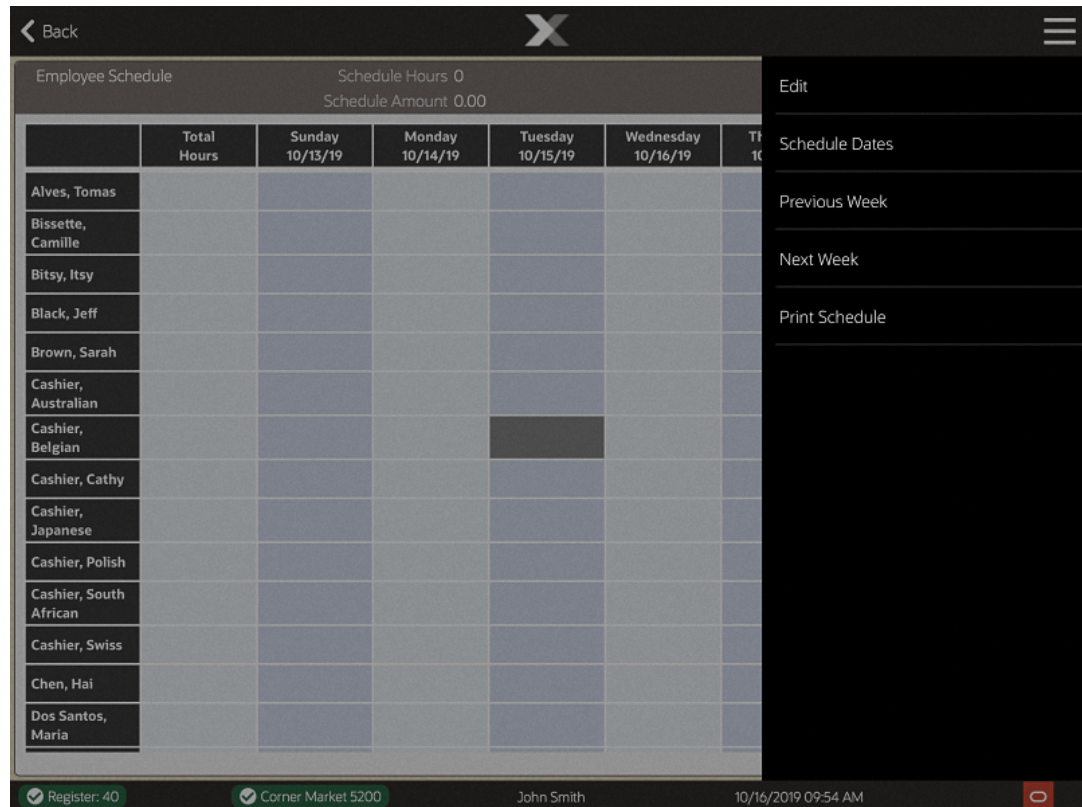 Back
Employee Schedule
Schedule Hours 0
Schedule Amount 0.00
Total Hours
Sunday 10/13/19
Monday 10/14/19
Tuesday 10/15/19
Wednesday 10/16/19
Th
10
Alves, Tomas
Bissette,
Camille
Bitsy, Itsy
Black, Jeff
Brown, Sarah
Cashier,
Australian
Cashier,
Belgian
Cashier, Cathy
Cashier,
Japanese
Cashier, Polish
Cashier, South
African
Cashier, Swiss
Chen, Hai
Dos Santos,
Maria
Edit
Schedule Dates
Previous Week
Next Week
Print Schedule
Register: 40
Corner Market 5200
John Smith
10/16/2019 09:54 AM